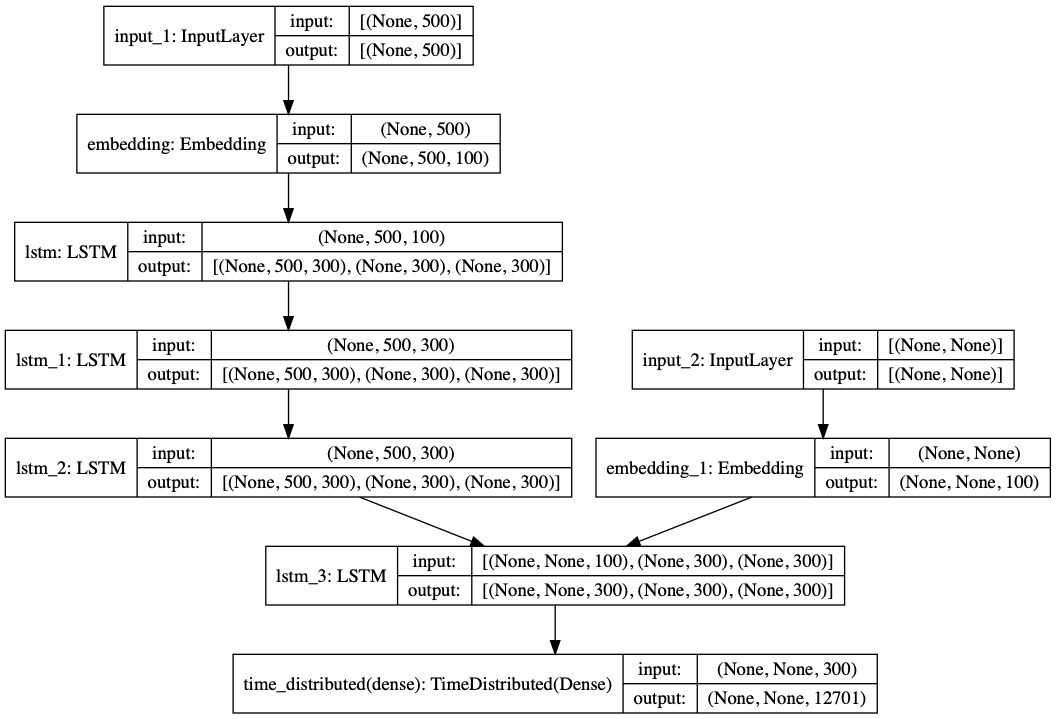 input_1: InputLayer
input:
[(None, 500)]
output:
[(None, 500)]
embedding: Embedding
input:
(None, 500)
output:
(None, 500, 100)
lstm: LSTM
input:
(None, 500, 100)
output:
[(None, 500, 300), (None, 300), (None, 300)]
lstm_1: LSTM
input:
(None, 500, 300)
output:
[(None, 500, 300), (None, 300), (None, 300)]
input_2: InputLayer
input:
[(None, None)]
output:
[(None, None)]
lstm_2: LSTM
input:
(None, 500, 300)
output:
[(None, 500, 300), (None, 300), (None, 300)]
embedding_1: Embedding
input:
(None, None)
output:
(None, None, 100)
lstm_3: LSTM
input:
[(None, None, 100), (None, 300), (None, 300)]
output:
[(None, None, 300), (None, 300), (None, 300)]
time_distributed(dense): TimeDistributed(Dense)
input:
(None, None, 300)
output:
(None, None, 12701)